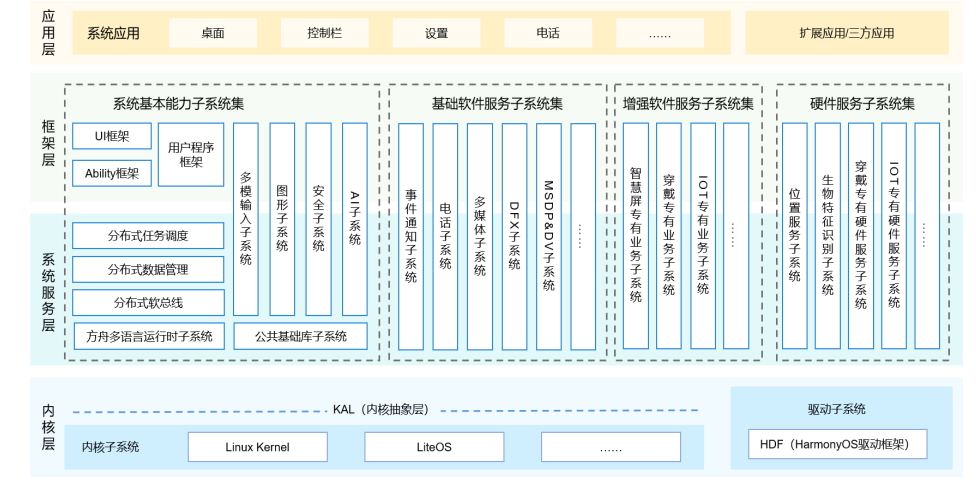 应用层
系统应用
桌面
控制栏
设置
电话
……
扩展应用/三方应用
框架层
系统基本能力子系统集
UI框架
Ability框架
用户程序
框架
多模输入子系统
图形子系统
安全子系统
AI子系统
分布式任务调度
分布式数据管理
分布式软总线
方舟多语言运行时子系统
公共基础库子系统
基础软件服务子系统集
事件通知子系统
电话子系统
多媒体子系统
DFX子系统
MSDP&DV子系统
……
增强软件服务子系统集
智慧屏专有业务子系统
穿戴专有业务子系统
IOT专有业务子系统
……
硬件服务子系统集
位置服务子系统
生物特征识别子系统
穿戴专有硬件服务子系统
IOT专有硬件服务子系统
……
系统服务层
内核层
KAL（内核抽象层）
内核子系统
Linux Kernel
LiteOS
……
驱动子系统
HDF（HarmonyOS驱动框架）